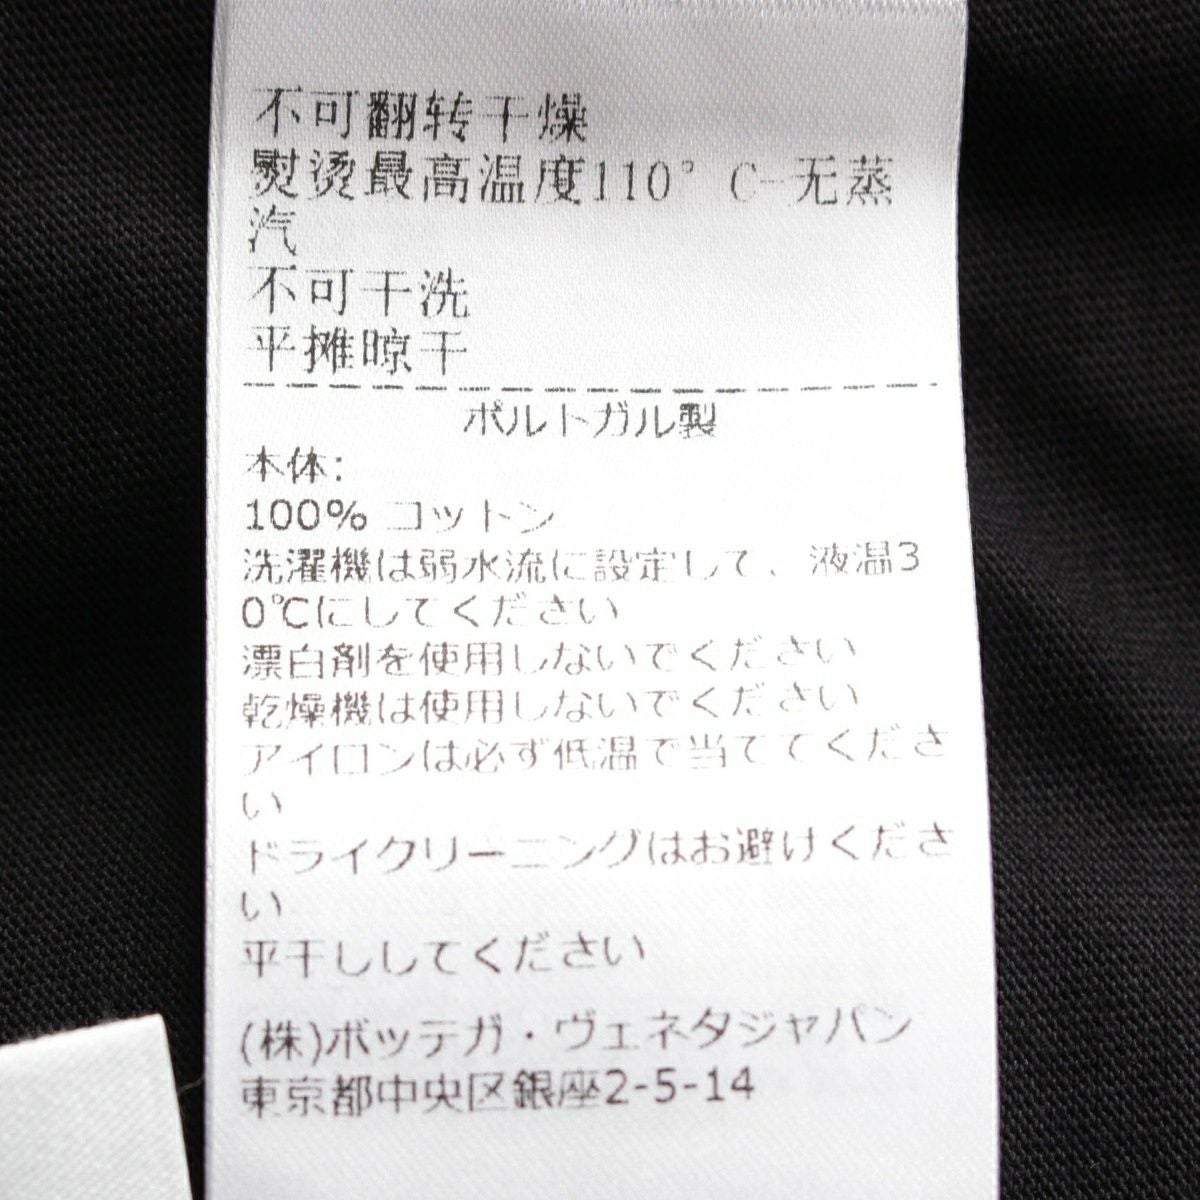 不可翻转干燥
熨烫最高温度110°C-无蒸
汽
不可干洗
平摊晾干
ポルトガル製
本体:
100% コットン
洗濯機は弱水流に設定して、液温3
0℃にしてください
漂白剤を使用しないでください
乾燥機は使用しないでください
アイロンは必ず低温で当ててくださ
い
ドライクリーニングはお避けくださ
い
平干ししてください
(株)ボッテガ・ヴェネタジャパン
東京都中央区銀座2-5-14